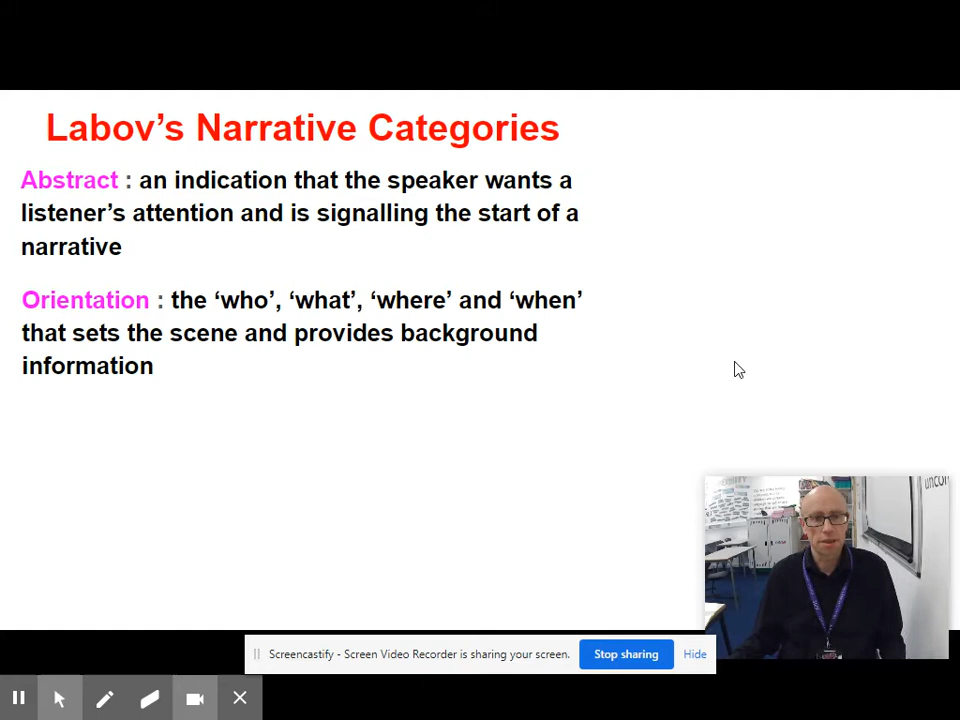 Labov’s Narrative Categories
Abstract : an indication that the speaker wants a
listener’s attention and is signalling the start of a
narrative
Orientation : the ‘who’, ‘what’, ‘where’ and ‘when’
that sets the scene and provides background
information
Screencastify - Screen Video Recorder is sharing your screen.
Stop sharing
Hide